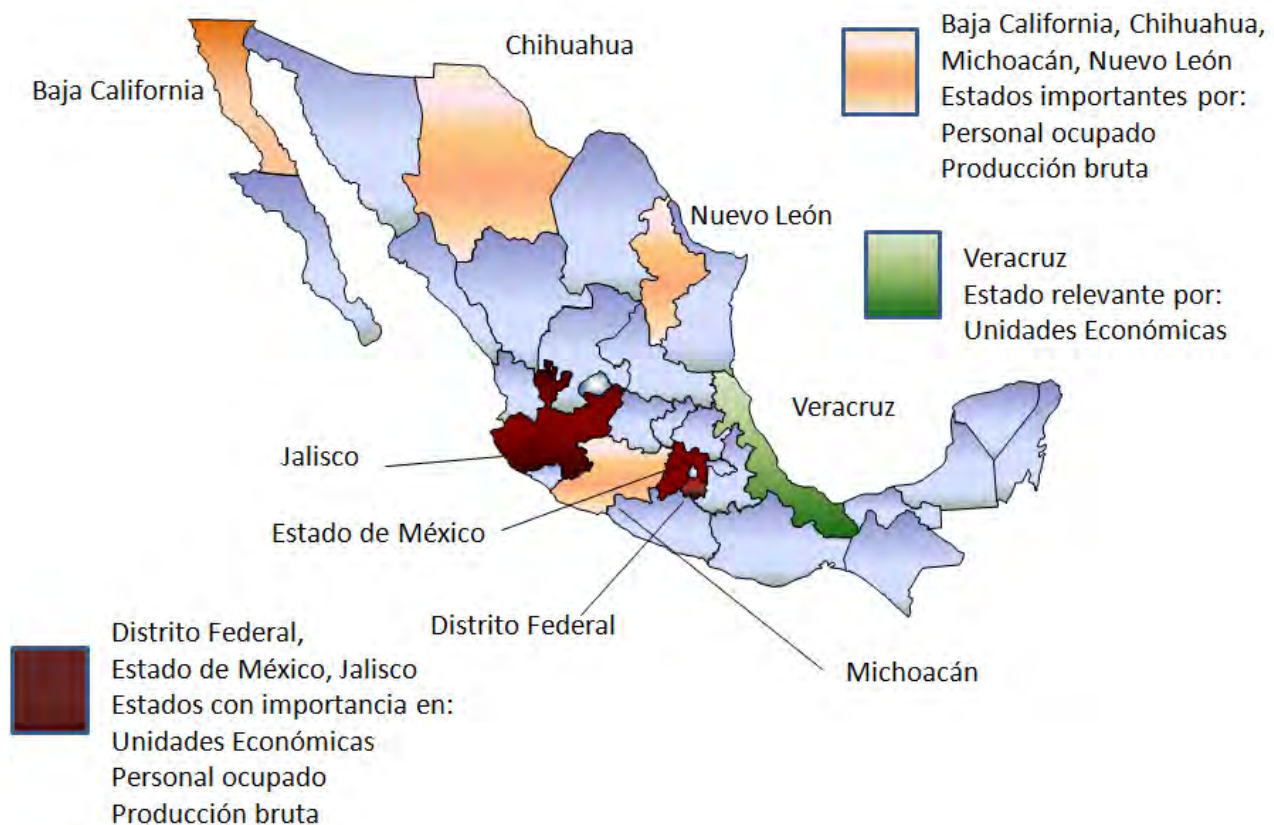 Chihuahua
Baja California
Baja California, Chihuahua,
Michoacán, Nuevo León
Estados importantes por:
Personal ocupado
Producción bruta
Nuevo León
Veracruz
Estado relevante por:
Unidades Económicas
Veracruz
Jalisco
Estado de México
Distrito Federal
Michoacán
Distrito Federal,
Estado de México, Jalisco
Estados con importancia en:
Unidades Económicas
Personal ocupado
Producción bruta